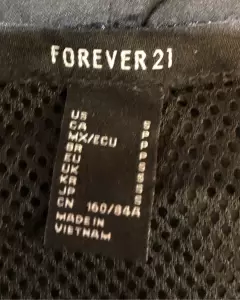 FOREVER 21
US S
CA P
MX/ECU P
BR P
EU S
UK S
KR S
JP S
CN 160/84A
MADE IN
VIETNAM